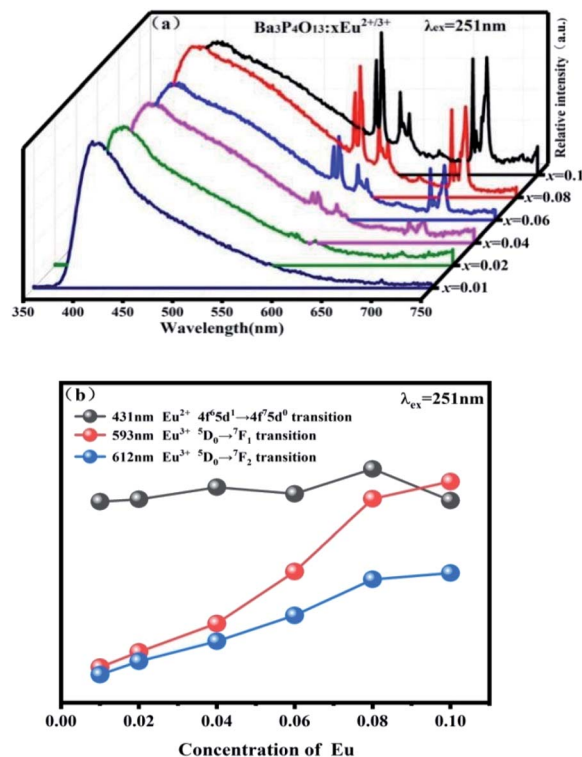 (a) Ba3P4O13:xEu2+/3+ λex=251nm
Relative intensity (a.u.)
x=0.1
x=0.08
x=0.06
x=0.04
x=0.02
x=0.01
350 400 450 500 550 600 650 700 750
Wavelength(nm)
(b) λex=251nm
431nm Eu2+ 4f65d1→4f75d0 transition
593nm Eu3+ 5D0→7F1 transition
612nm Eu3+ 5D0→7F2 transition
0.00 0.02 0.04 0.06 0.08 0.10
Concentration of Eu